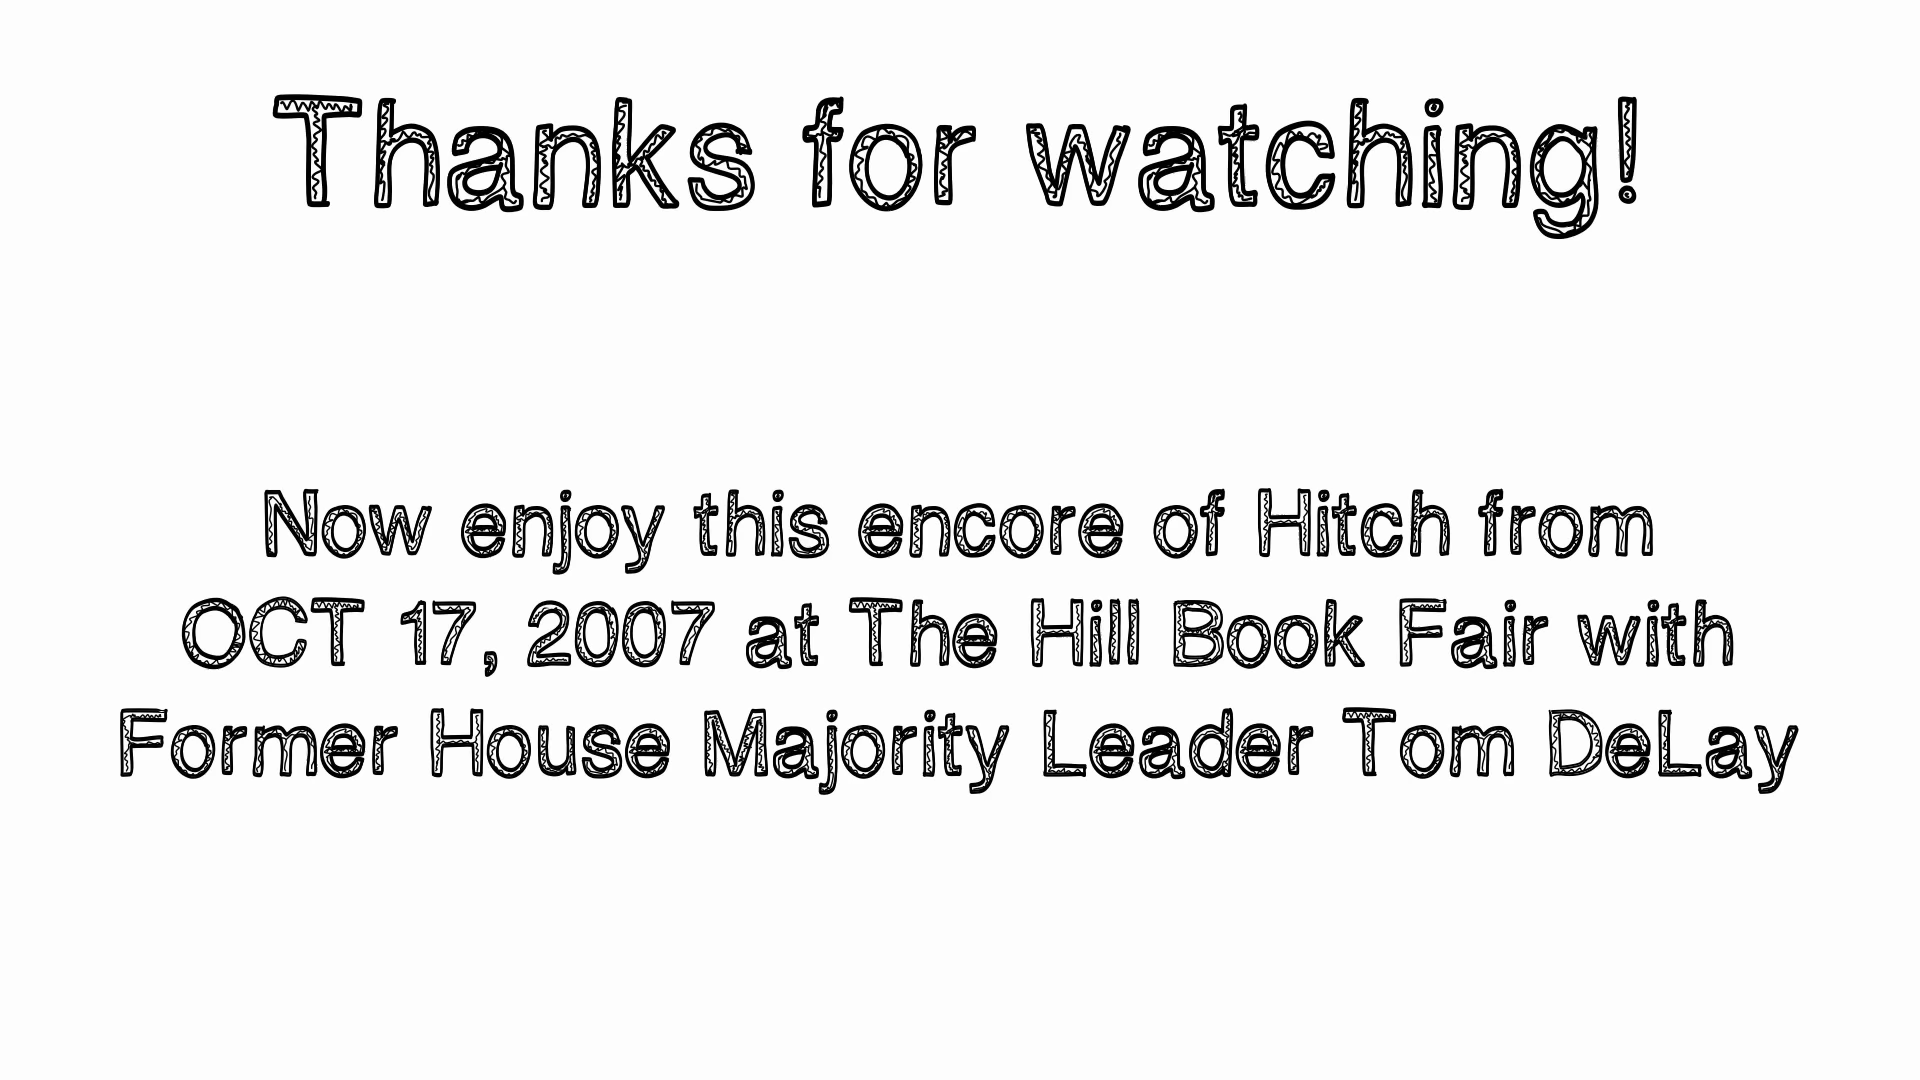 Thanks for watching!
Now enjoy this encore of Hitch from
OCT 17, 2007 at The Hill Book Fair with
Former House Majority Leader Tom DeLay